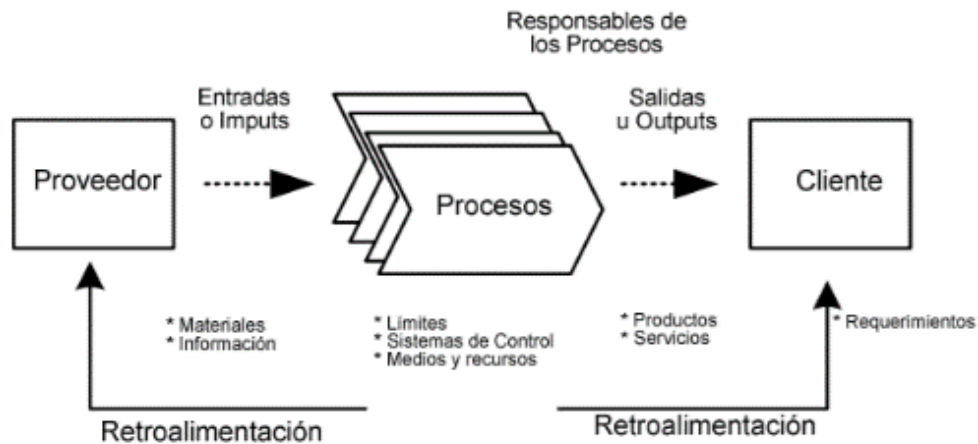 Responsables de
los Procesos
Entradas
o Imputs
Salidas
u Outputs
Proveedor
Procesos
Cliente
* Materiales
* Información
* Limites
* Sistemas de Control
* Medios y recursos
* Productos
* Servicios
* Requerimientos
Retroalimentación
Retroalimentación